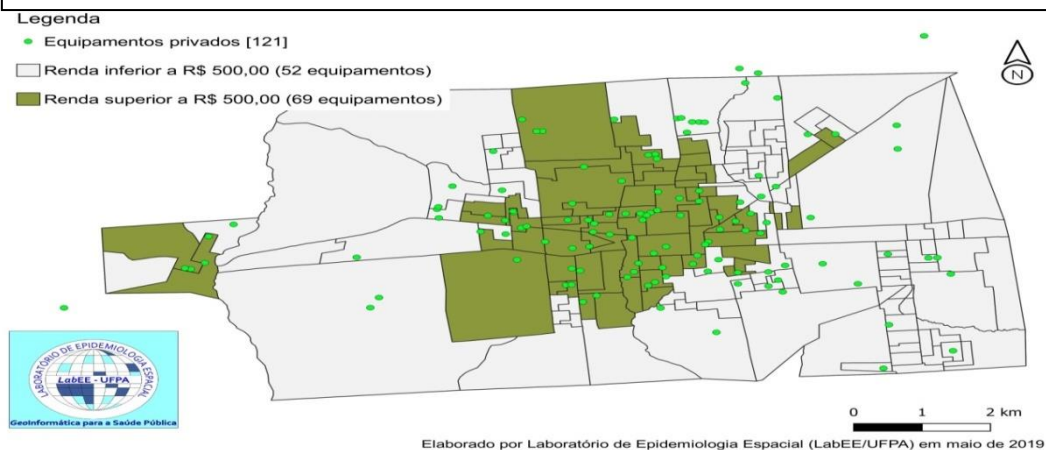 Legenda
Equipamentos privados [121]
Renda inferior a R$ 500,00 (52 equipamentos)
Renda superior a R$ 500,00 (69 equipamentos)
N
LABORATÓRIO DE EPIDEMIOLOGIA ESPACIAL
LabEE - UFPA
GeoInformática para a Saúde Pública
0 1 2 km
Elaborado por Laboratório de Epidemiologia Espacial (LabEE/UFPA) em maio de 2019